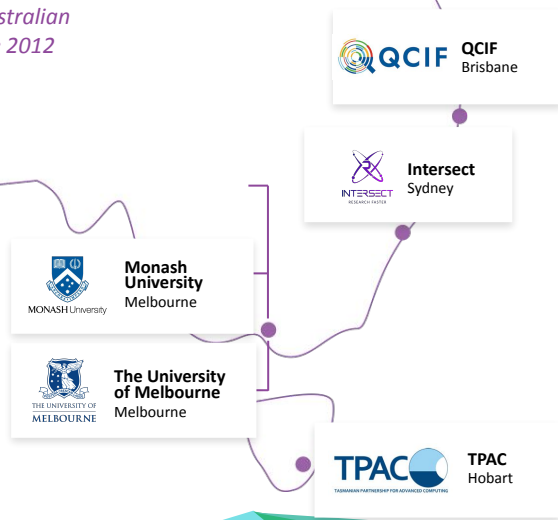 stralian
2012
QCIF
QCIF
Brisbane
INTERSECT
RESEARCH FASTER
Intersect
Sydney
MONASH University
Monash
University
Melbourne
THE UNIVERSITY OF
MELBOURNE
The University
of Melbourne
Melbourne
TPAC
TASMANIAN PARTNERSHIP FOR ADVANCED COMPUTING
TPAC
Hobart